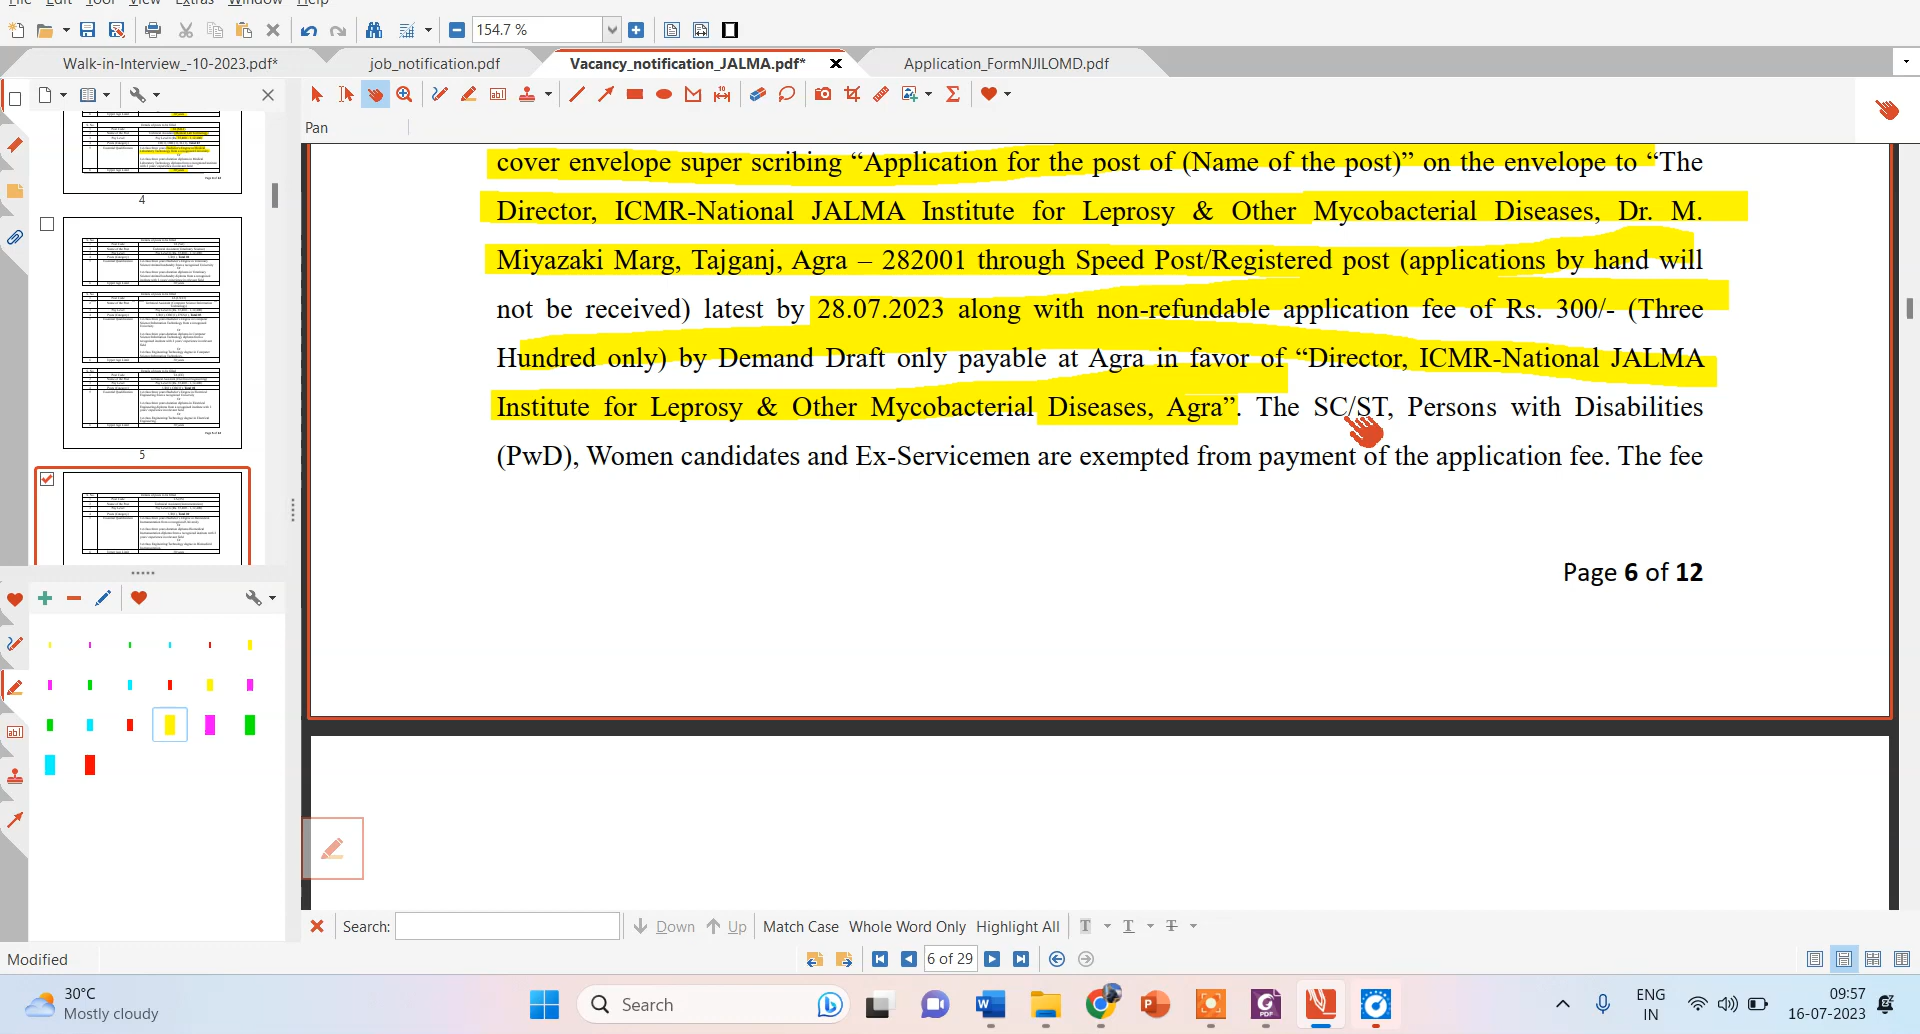 File Edit Tool View Extras Window Help
154.7 %
Walk-in-Interview_-10-2023.pdf*
job_notification.pdf
Vacancy_notification_JALMA.pdf*
Application_FormNJILOMD.pdf
Pan
4
5
cover envelope super scribing “Application for the post of (Name of the post)” on the envelope to “The
Director, ICMR-National JALMA Institute for Leprosy & Other Mycobacterial Diseases, Dr. M.
Miyazaki Marg, Tajganj, Agra – 282001 through Speed Post/Registered post (applications by hand will
not be received) latest by 28.07.2023 along with non-refundable application fee of Rs. 300/- (Three
Hundred only) by Demand Draft only payable at Agra in favor of “Director, ICMR-National JALMA
Institute for Leprosy & Other Mycobacterial Diseases, Agra”. The SC/ST, Persons with Disabilities
(PwD), Women candidates and Ex-Servicemen are exempted from payment of the application fee. The fee
Page 6 of 12
Search: Down Up Match Case Whole Word Only Highlight All
Modified
6 of 29
30°C
Mostly cloudy
Search
ENG
IN
09:57
16-07-2023